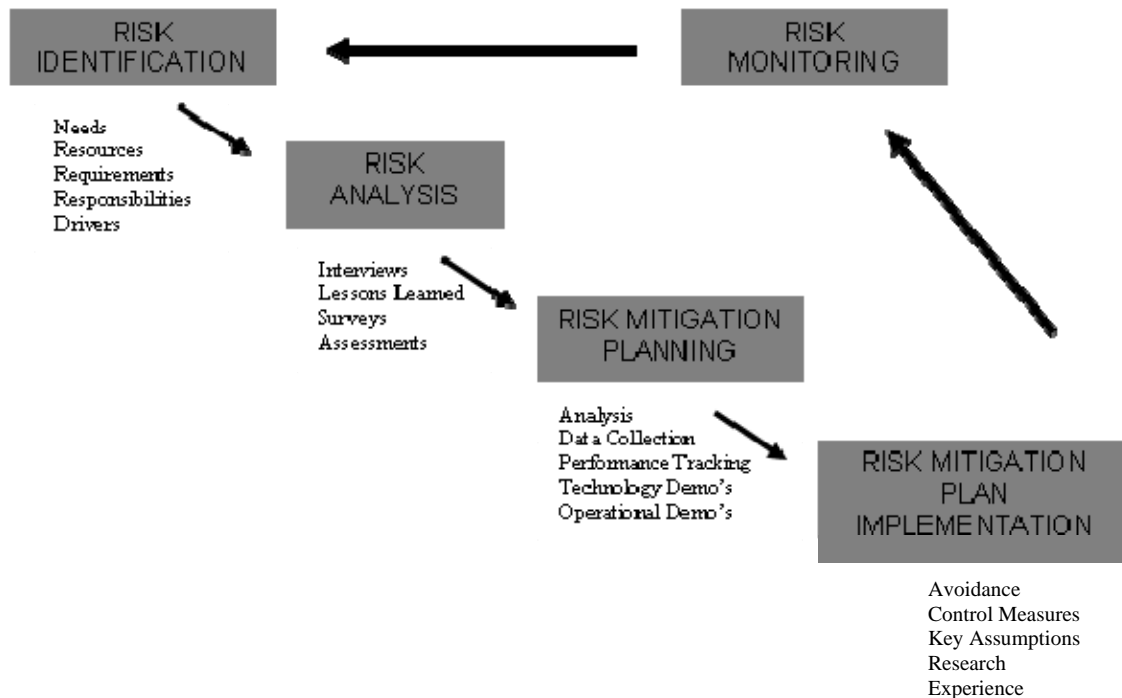 RISK
IDENTIFICATION
RISK
MONITORING
Needs
Resources
Requirements
Responsibilities
Drivers
RISK
ANALYSIS
Interviews
Lessons Learned
Surveys
Assessments
RISK MITIGATION
PLANNING
Analysis
Data Collection
Performance Tracking
Technology Demo's
Operational Demo's
RISK MITIGATION
PLAN
IMPLEMENTATION
Avoidance
Control Measures
Key Assumptions
Research
Experience